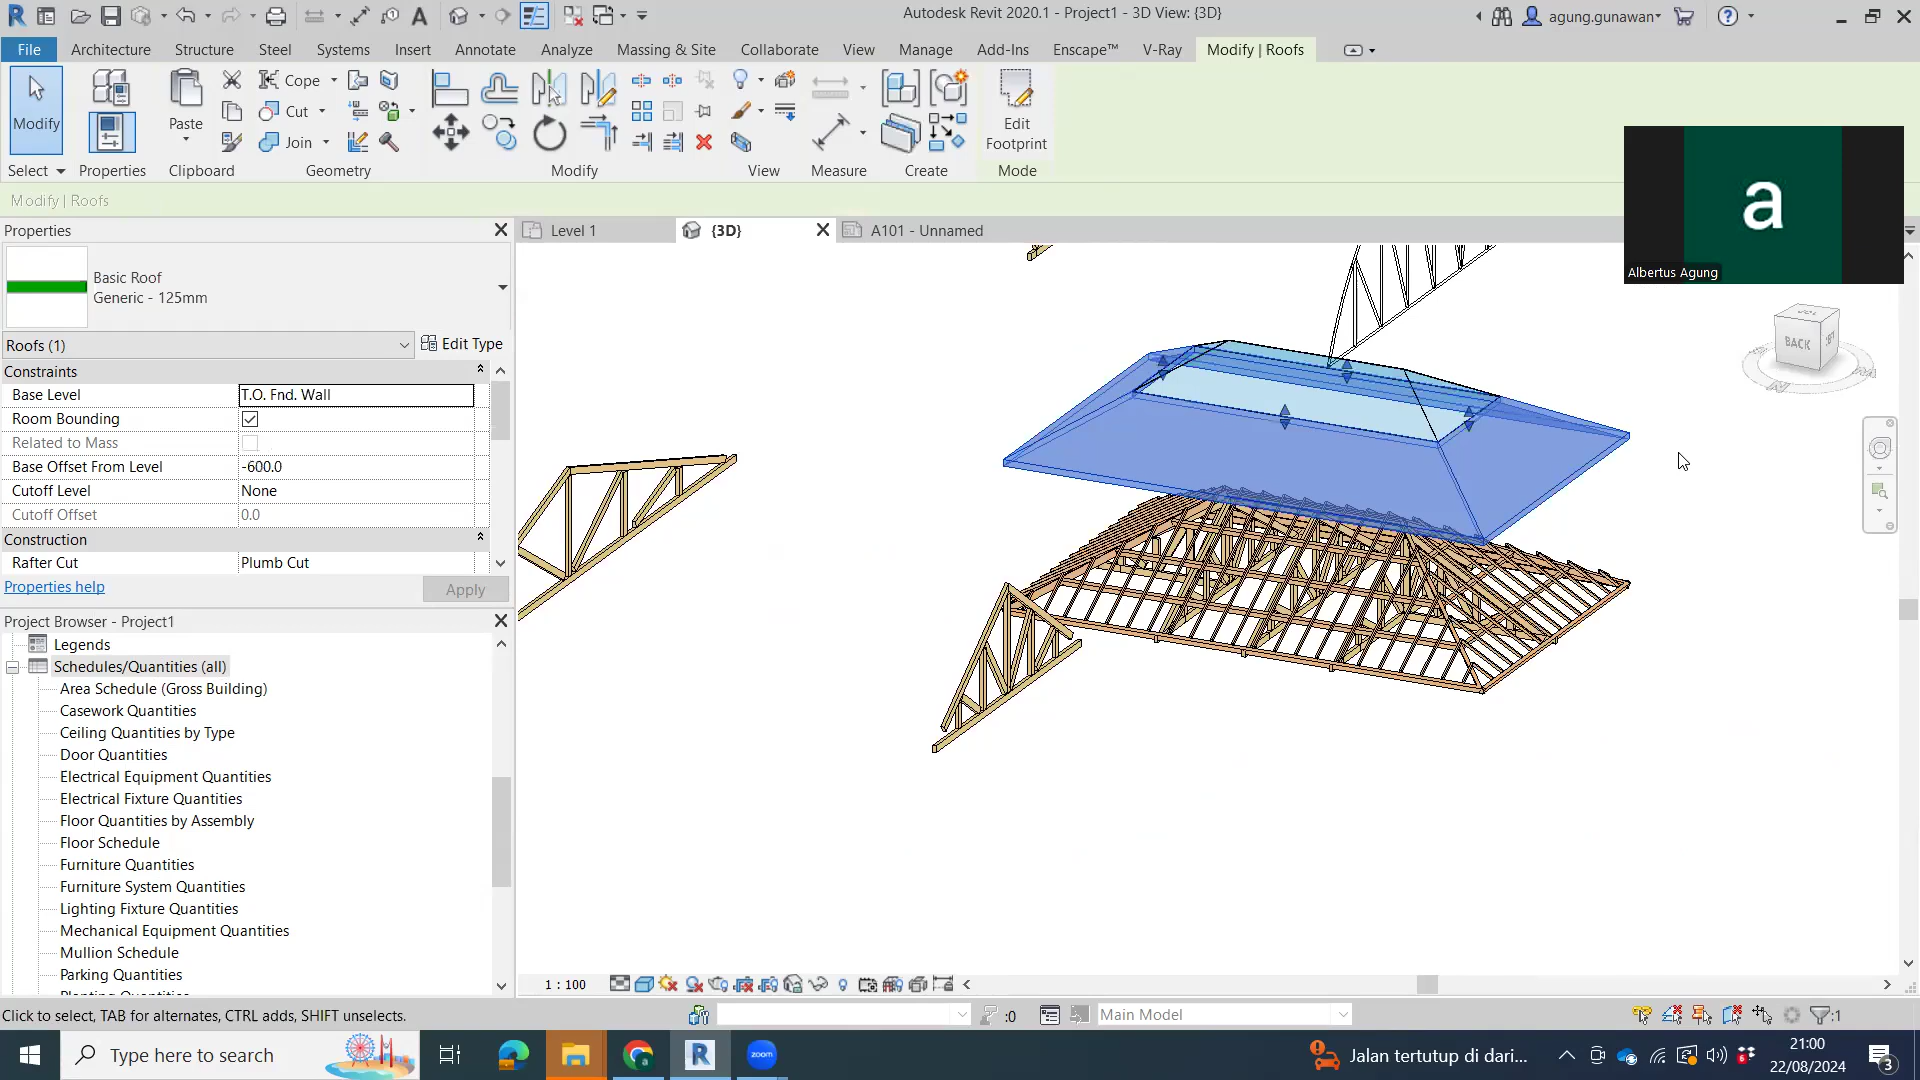 Autodesk Revit 2020.1 - Project1 - 3D View: {3D}
agung.gunawan
File
Architecture
Structure
Steel
Systems
Insert
Annotate
Analyze
Massing & Site
Collaborate
View
Manage
Add-Ins
Enscape™
V-Ray
Modify | Roofs
Modify
Paste
Cope
Cut
Join
Edit
Footprint
Select
Properties
Clipboard
Geometry
Modify
View
Measure
Create
Mode
Modify | Roofs
a
Albertus Agung
Properties
Level 1
{3D}
A101 - Unnamed
Basic Roof
Generic - 125mm
Roofs (1)
Edit Type
Constraints
Base Level
T.O. Fnd. Wall
Room Bounding
Related to Mass
Base Offset From Level
-600.0
Cutoff Level
None
Cutoff Offset
0.0
Construction
Rafter Cut
Plumb Cut
Properties help
Apply
BACK
Project Browser - Project1
Legends
Schedules/Quantities (all)
Area Schedule (Gross Building)
Casework Quantities
Ceiling Quantities by Type
Door Quantities
Electrical Equipment Quantities
Electrical Fixture Quantities
Floor Quantities by Assembly
Floor Schedule
Furniture Quantities
Furniture System Quantities
Lighting Fixture Quantities
Mechanical Equipment Quantities
Mullion Schedule
Parking Quantities
1 : 100
Click to select, TAB for alternates, CTRL adds, SHIFT unselects.
:0
Main Model
:1
Type here to search
zoom
Jalan tertutup di dari...
21:00
22/08/2024
3